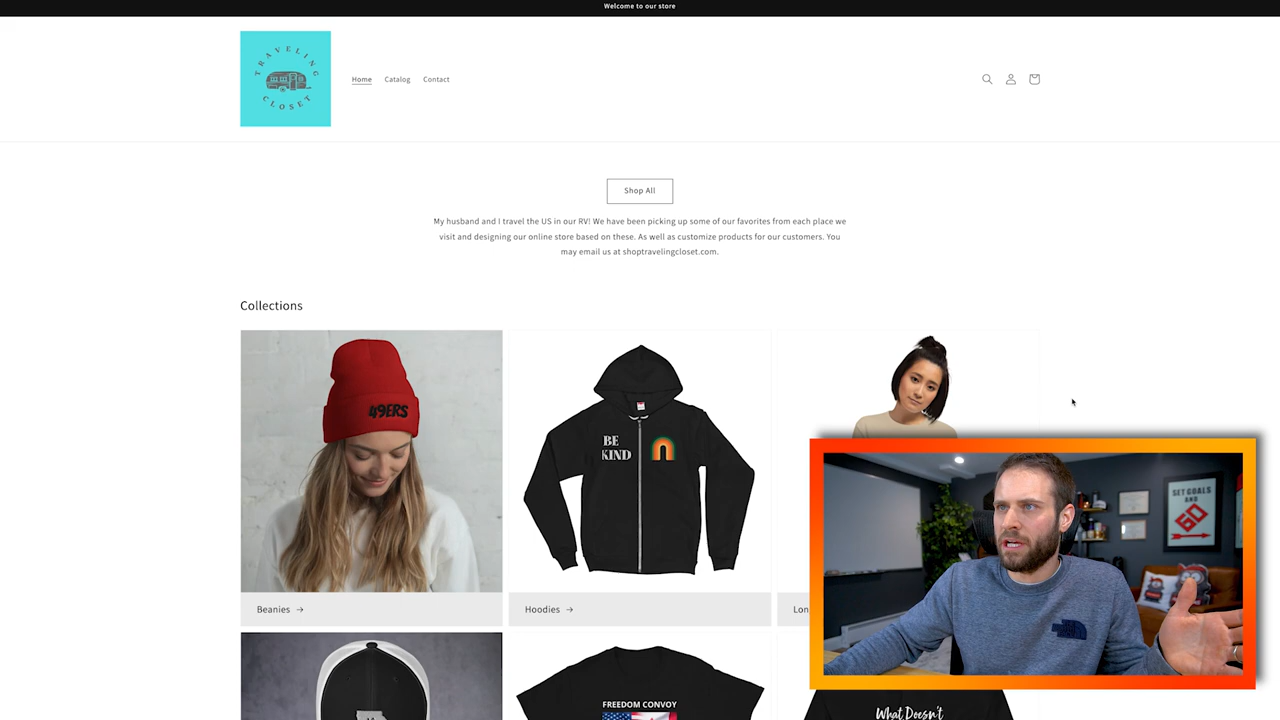 Welcome to our store
TRAVELING
CLOSET
Home
Catalog
Contact
Shop All
My husband and I travel the US in our RV! We have been picking up some of our favorites from each place we
visit and designing our online store based on these. As well as customize products for our customers. You
may email us at shoptravelingcloset.com.
Collections
49ERS
BE
KIND
Beanies →
Hoodies →
Lon
SET GOALS
AND
GO
FREEDOM CONVOY
What Doesn't